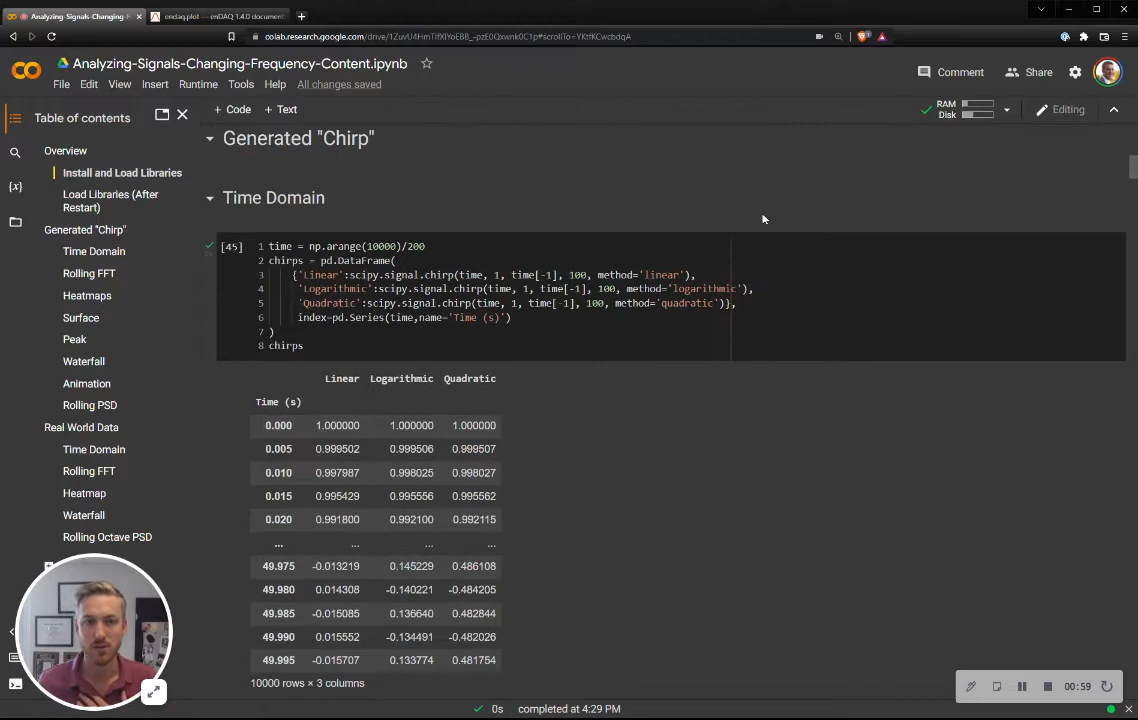 Analyzing-Signals-Changing-F
endaq.plot — enDAQ 1.4.0 document
colab.research.google.com/drive/1ZuvU4HmTlfXlYoEB8_-pzE0Qxwnk0C1p#scrollTo=YKtfKCwcbdqA
Analyzing-Signals-Changing-Frequency-Content.ipynb
File Edit View Insert Runtime Tools Help All changes saved
Comment Share
+ Code + Text
RAM
Disk
Editing
Table of contents
Overview
Install and Load Libraries
Load Libraries (After
Restart)
Generated "Chirp"
Time Domain
Rolling FFT
Heatmaps
Surface
Peak
Waterfall
Animation
Rolling PSD
Real World Data
Time Domain
Rolling FFT
Heatmap
Waterfall
Rolling Octave PSD
Generated "Chirp"
Time Domain
[45]
1 time = np.arange(10000)/200
2 chirps = pd.DataFrame(
3 {'Linear':scipy.signal.chirp(time, 1, time[-1], 100, method='linear'),
4 'Logarithmic':scipy.signal.chirp(time, 1, time[-1], 100, method='logarithmic'),
5 'Quadratic':scipy.signal.chirp(time, 1, time[-1], 100, method='quadratic')},
6 index=pd.Series(time,name='Time (s)')
7 )
8 chirps
Linear Logarithmic Quadratic
Time (s)
0.000 1.000000 1.000000 1.000000
0.005 0.999502 0.999506 0.999507
0.010 0.997987 0.998025 0.998027
0.015 0.995429 0.995556 0.995562
0.020 0.991800 0.992100 0.992115
... ... ... ...
49.975 -0.013219 0.145229 0.486108
49.980 0.014308 -0.140221 -0.484205
49.985 -0.015085 0.136640 0.482844
49.990 0.015552 -0.134491 -0.482026
49.995 -0.015707 0.133774 0.481754
10000 rows × 3 columns
00:59
0s completed at 4:29 PM